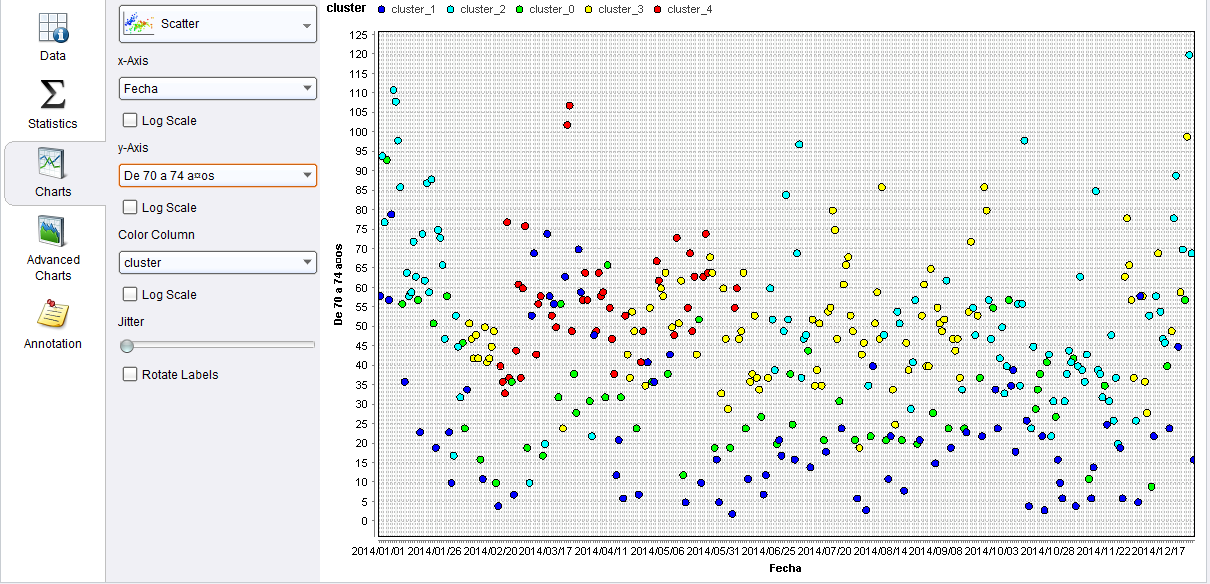 Data
Statistics
Charts
Advanced
Charts
Annotation
Scatter
x-Axis
Fecha
Log Scale
y-Axis
De 70 a 74 a¤os
Log Scale
Color Column
cluster
Log Scale
Jitter
Rotate Labels
cluster cluster_1 cluster_2 cluster_0 cluster_3 cluster_4
125
120
115
110
105
100
95
90
85
80
75
70
65
60
55
50
45
40
35
30
25
20
15
10
5
0
De 70 a 74 a¤os
2014/01/01 2014/01/26 2014/02/20 2014/03/17 2014/04/11 2014/05/06 2014/05/31 2014/06/25 2014/07/20 2014/08/14 2014/09/08 2014/10/03 2014/10/28 2014/11/22 2014/12/17
Fecha